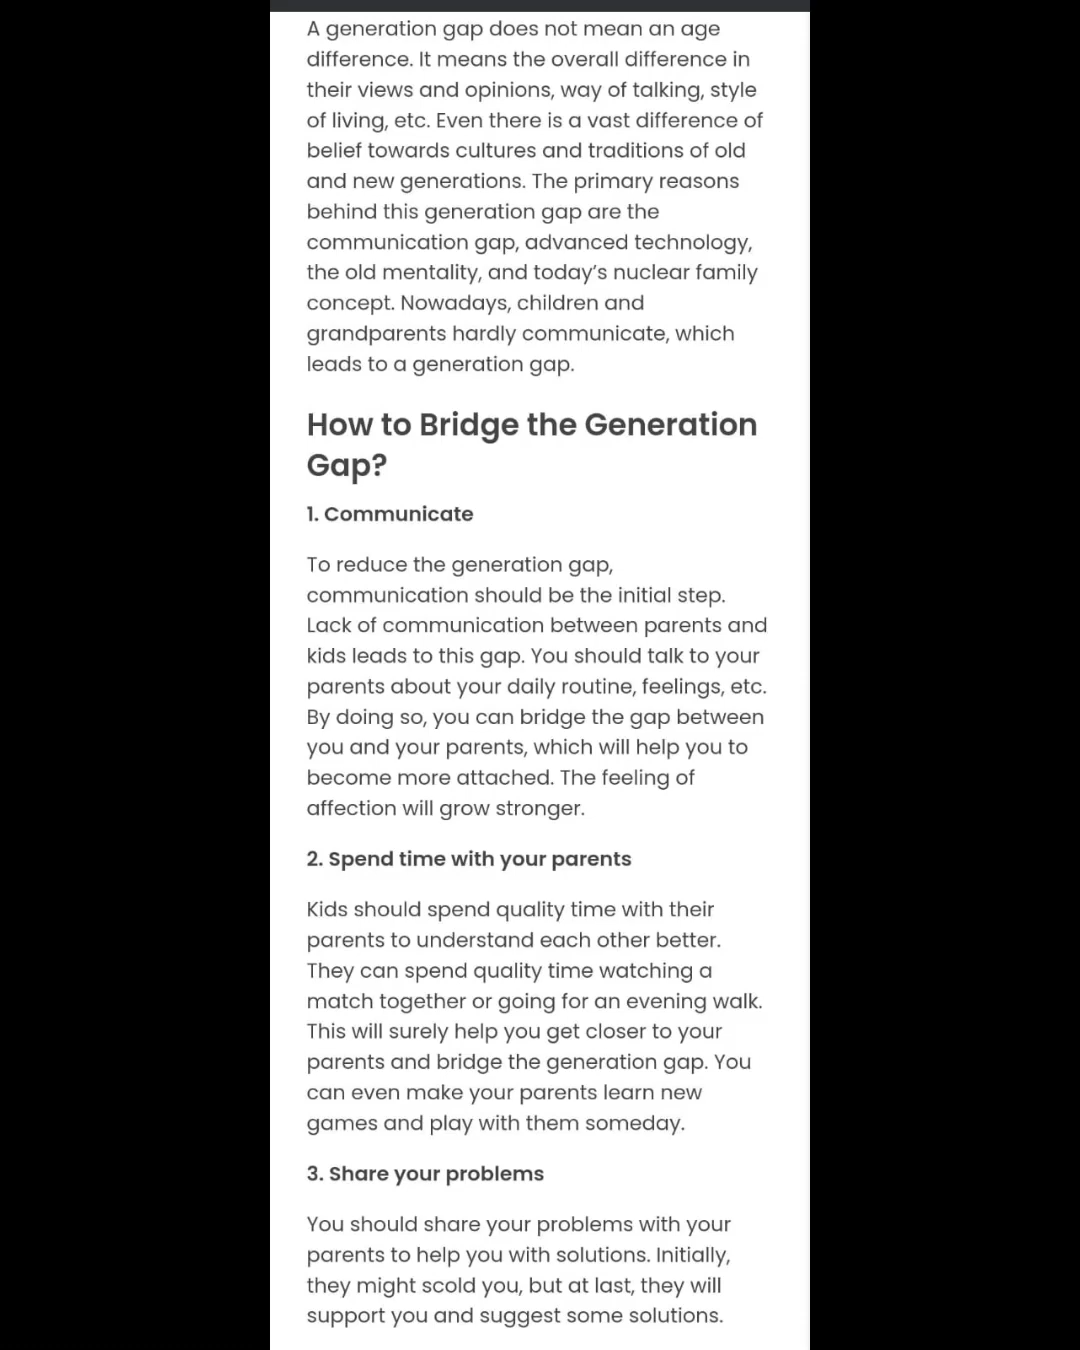 A generation gap does not mean an age
difference. It means the overall difference in
their views and opinions, way of talking, style
of living, etc. Even there is a vast difference of
belief towards cultures and traditions of old
and new generations. The primary reasons
behind this generation gap are the
communication gap, advanced technology,
the old mentality, and today’s nuclear family
concept. Nowadays, children and
grandparents hardly communicate, which
leads to a generation gap.
How to Bridge the Generation
Gap?
1. Communicate
To reduce the generation gap,
communication should be the initial step.
Lack of communication between parents and
kids leads to this gap. You should talk to your
parents about your daily routine, feelings, etc.
By doing so, you can bridge the gap between
you and your parents, which will help you to
become more attached. The feeling of
affection will grow stronger.
2. Spend time with your parents
Kids should spend quality time with their
parents to understand each other better.
They can spend quality time watching a
match together or going for an evening walk.
This will surely help you get closer to your
parents and bridge the generation gap. You
can even make your parents learn new
games and play with them someday.
3. Share your problems
You should share your problems with your
parents to help you with solutions. Initially,
they might scold you, but at last, they will
support you and suggest some solutions.